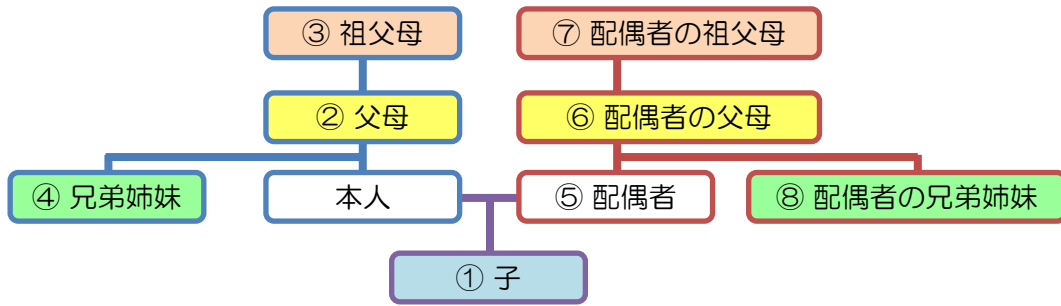 ③ 祖父母
⑦ 配偶者の祖父母
② 父母
⑥ 配偶者の父母
④ 兄弟姉妹
本人
⑤ 配偶者
⑧ 配偶者の兄弟姉妹
① 子